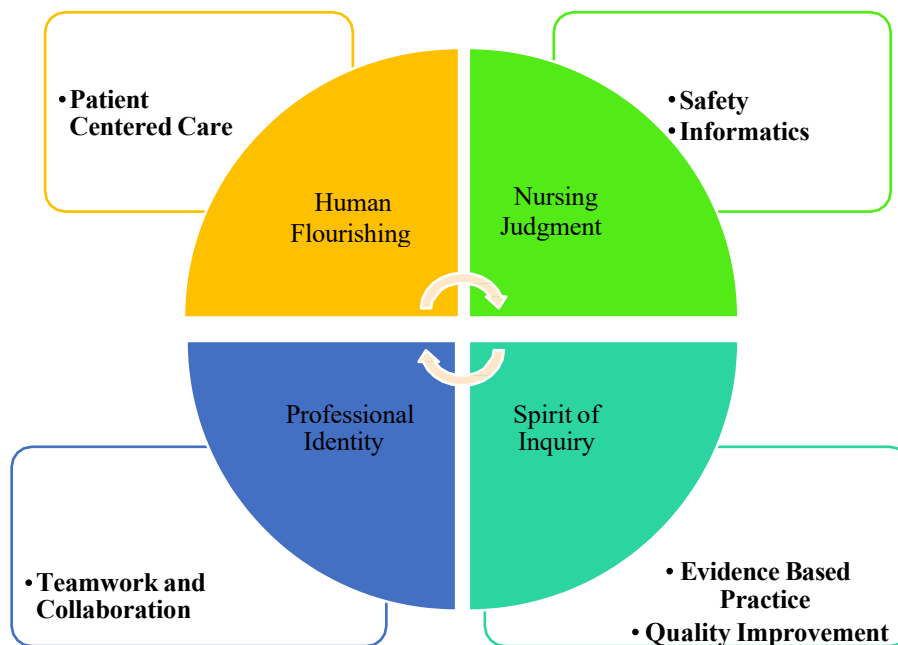 • Patient
Centered Care
• Safety
• Informatics
Human
Flourishing
Nursing
Judgment
Professional
Identity
Spirit of
Inquiry
• Teamwork and
Collaboration
• Evidence Based
Practice
• Quality Improvement